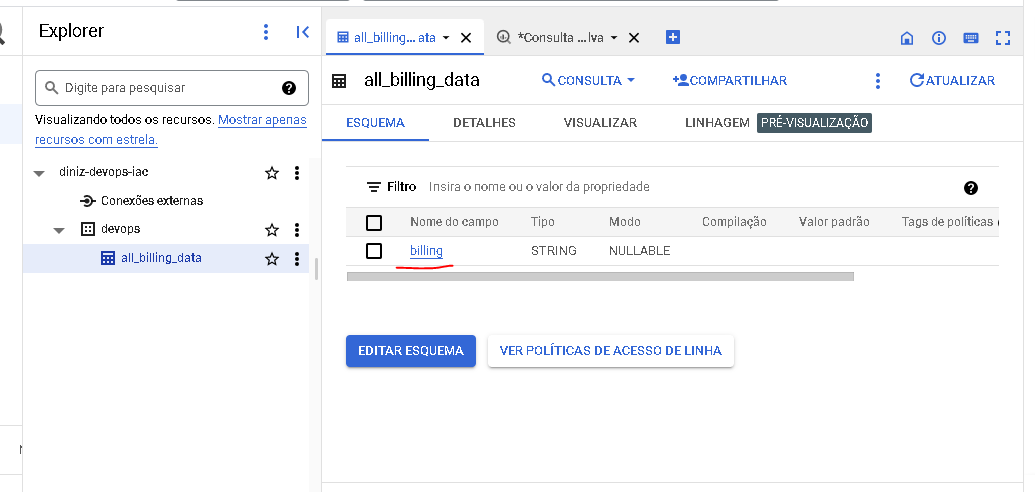 Explorer
Digite para pesquisar
Visualizando todos os recursos. Mostrar apenas
recursos com estrela.
diniz-devops-iac
Conexões externas
devops
all_billing_data
all_billing... ata
*Consulta ...lva
all_billing_data
CONSULTA
COMPARTILHAR
ATUALIZAR
ESQUEMA DETALHES VISUALIZAR LINHAGEM PRÉ-VISUALIZAÇÃO
Filtro Insira o nome ou o valor da propriedade
Nome do campo Tipo Modo Compilação Valor padrão Tags de políticas
billing STRING NULLABLE
EDITAR ESQUEMA VER POLÍTICAS DE ACESSO DE LINHA